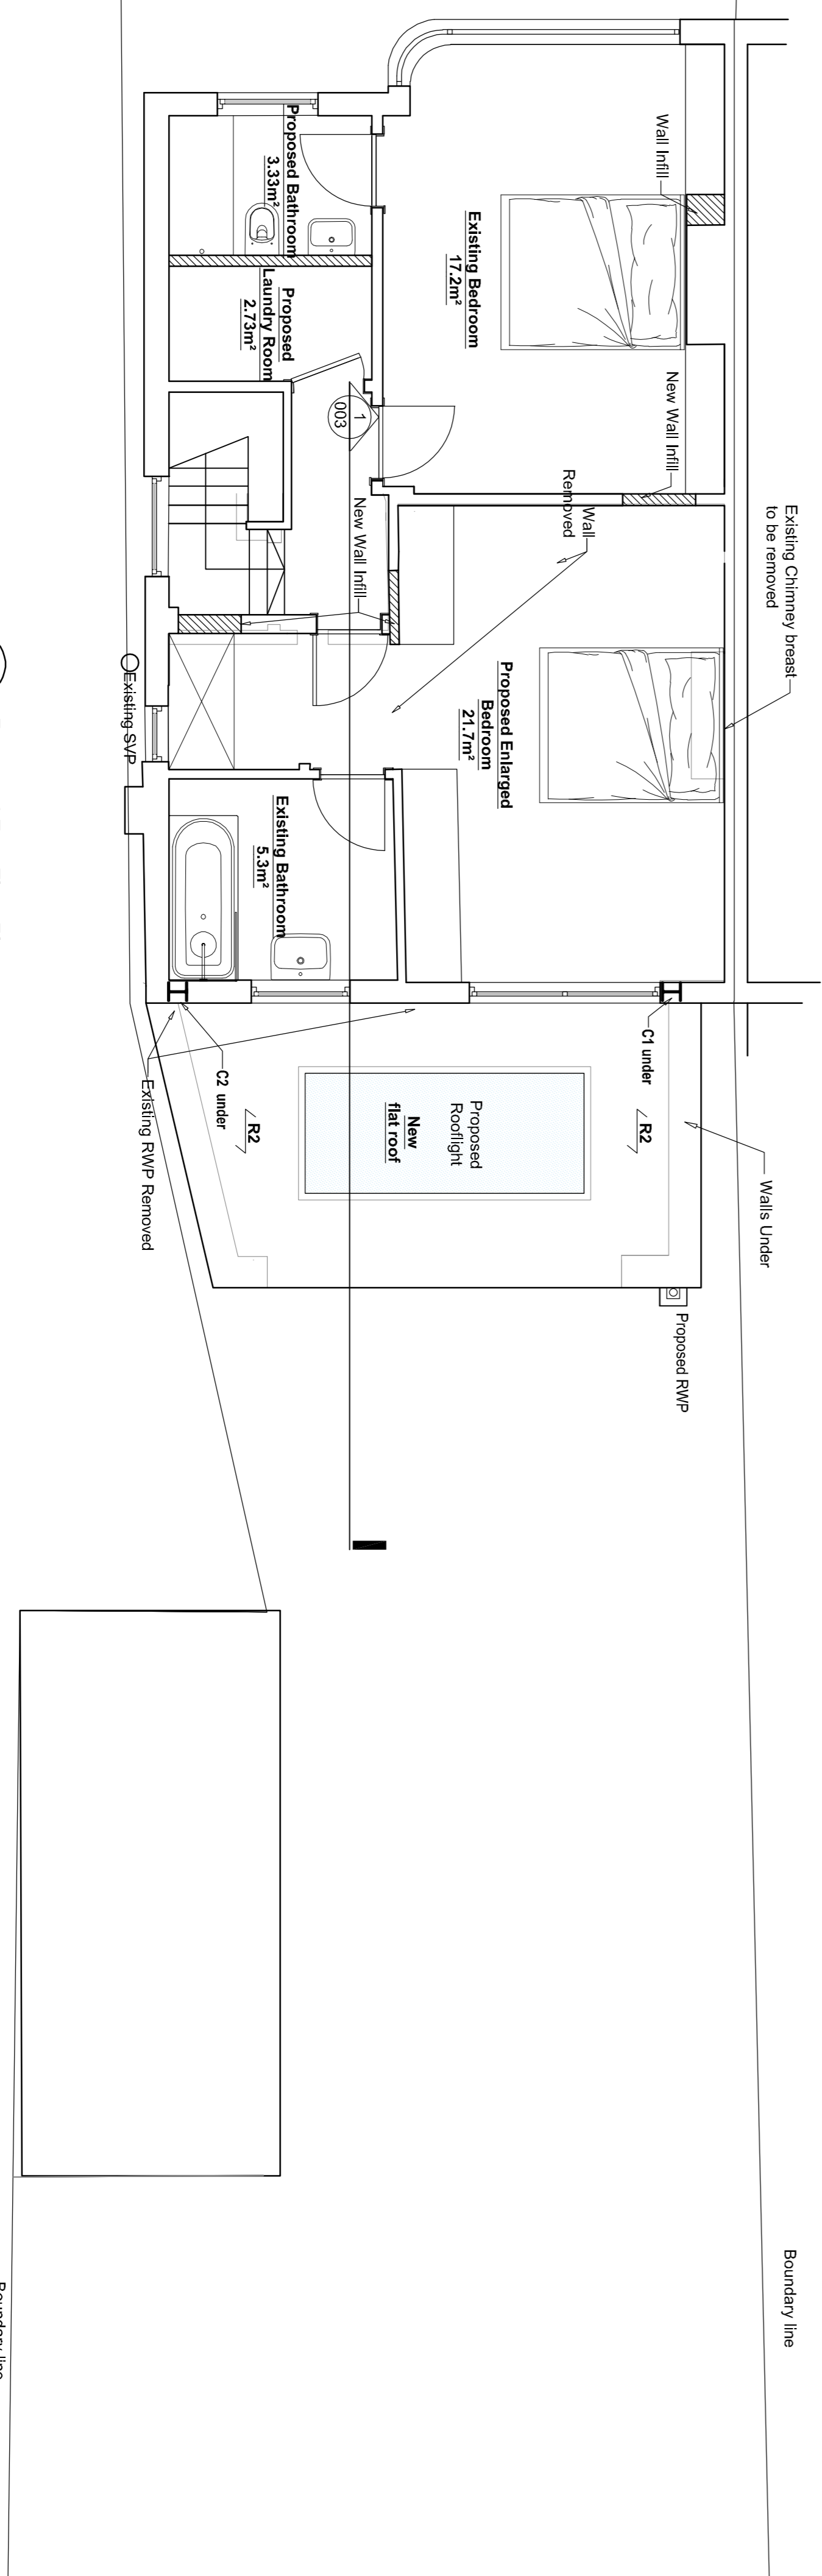 Wall Infill
Existing Bedroom
17.2m²
Proposed Bathroom
3.33m²
Proposed
Laundry Room
2.73m²
1
003
New Wall Infill
New Wall Infill
Wall
Removed
Existing Chimney breast
to be removed
Proposed Enlarged
Bedroom
21.7m²
Existing SVP
Existing Bathroom
5.3m²
C1 under
C2 under
R2
R2
Proposed
Rooflight
New
flat roof
Existing RWP Removed
Walls Under
Proposed RWP
Boundary line
Boundary line